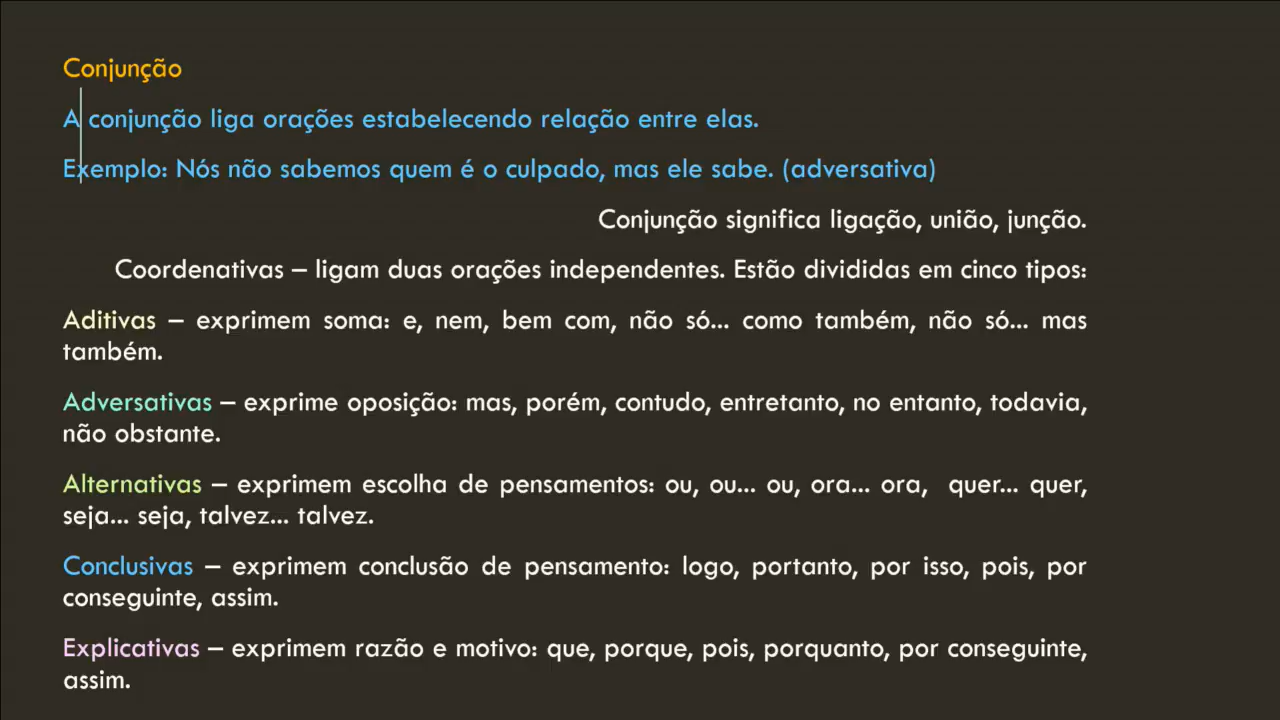 Conjunção
A conjunção liga orações estabelecendo relação entre elas.
Exemplo: Nós não sabemos quem é o culpado, mas ele sabe. (adversativa)
Conjunção significa ligação, união, junção.
Coordenativas – ligam duas orações independentes. Estão divididas em cinco tipos:
Aditivas – exprimem soma: e, nem, bem com, não só... como também, não só... mas
também.
Adversativas – exprime oposição: mas, porém, contudo, entretanto, no entanto, todavia,
não obstante.
Alternativas – exprimem escolha de pensamentos: ou, ou... ou, ora... ora, quer... quer,
seja... seja, talvez... talvez.
Conclusivas – exprimem conclusão de pensamento: logo, portanto, por isso, pois, por
conseguinte, assim.
Explicativas – exprimem razão e motivo: que, porque, pois, porquanto, por conseguinte,
assim.